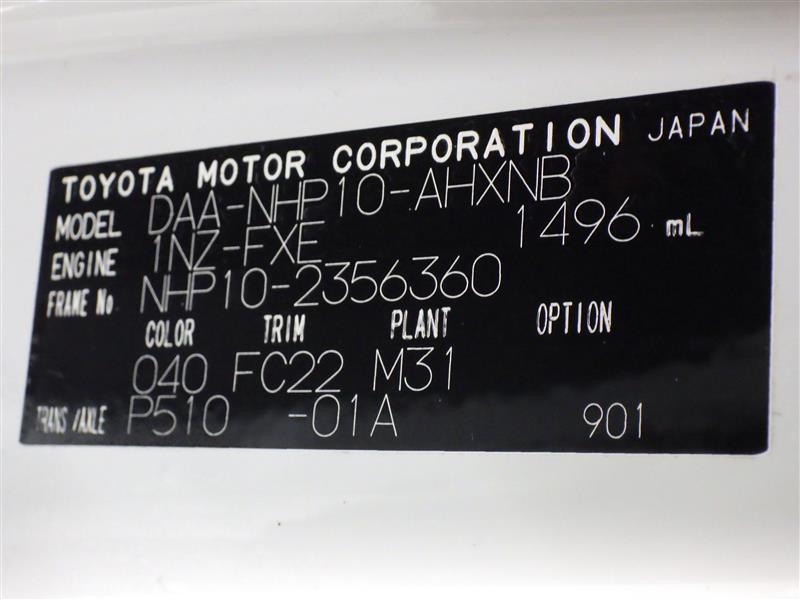 TOYOTA MOTOR CORPORATION JAPAN
MODEL DAA-NHP10-AHXNB
ENGINE 1NZ-FXE 1496 mL
FRAME No NHP10-2356360
COLOR TRIM PLANT OPTION
040 FC22 M31
TRANS/AXLE P510 -01A 901